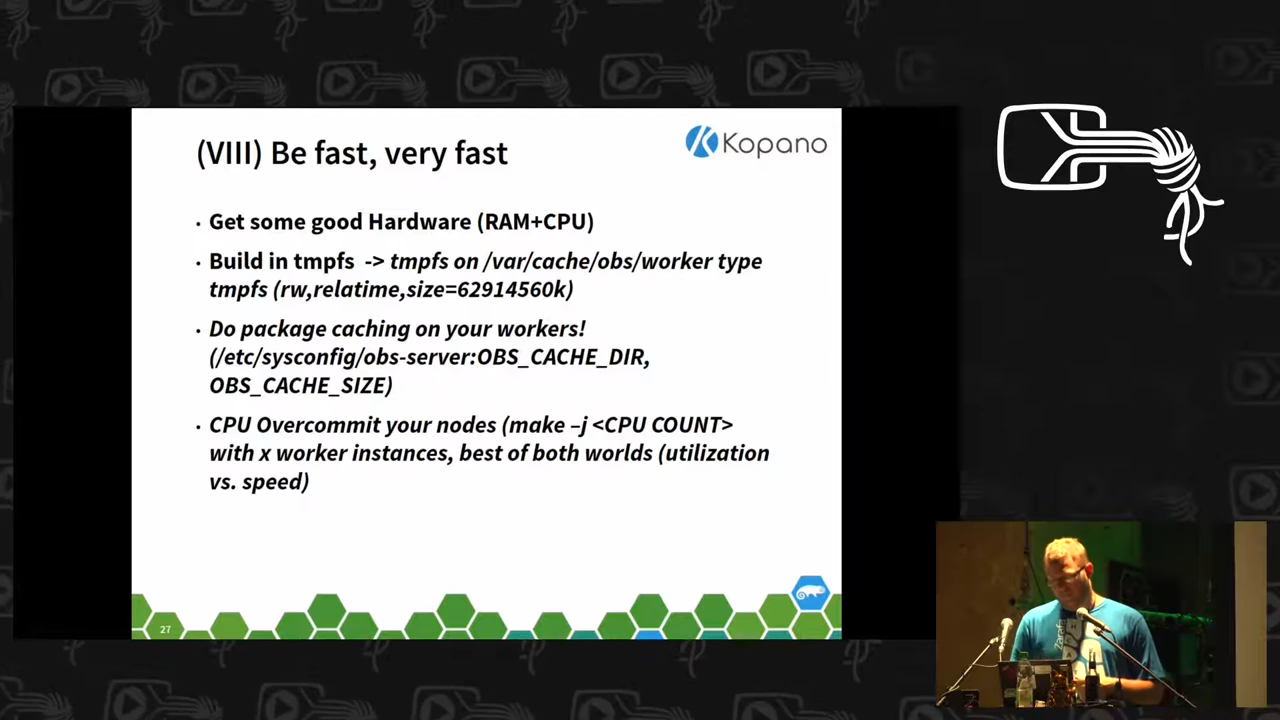 (VIII) Be fast, very fast
Kopano
• Get some good Hardware (RAM+CPU)
• Build in tmpfs -> tmpfs on /var/cache/obs/worker type
tmpfs (rw,relatime,size=62914560k)
• Do package caching on your workers!
(/etc/sysconfig/obs-server:OBS_CACHE_DIR,
OBS_CACHE_SIZE)
• CPU Overcommit your nodes (make –j <CPU COUNT>
with x worker instances, best of both worlds (utilization
vs. speed)
27
Zarafa